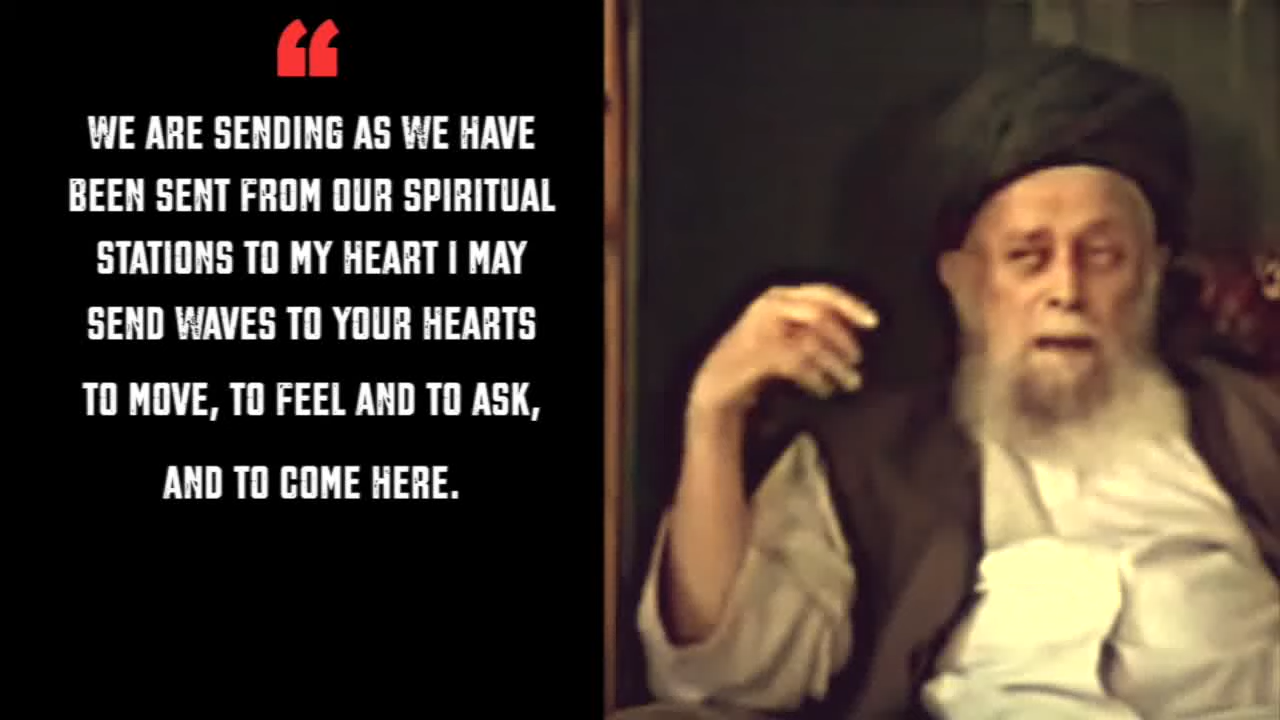 “
WE ARE SENDING AS WE HAVE
BEEN SENT FROM OUR SPIRITUAL
STATIONS TO MY HEART I MAY
SEND WAVES TO YOUR HEARTS
TO MOVE, TO FEEL AND TO ASK,
AND TO COME HERE.